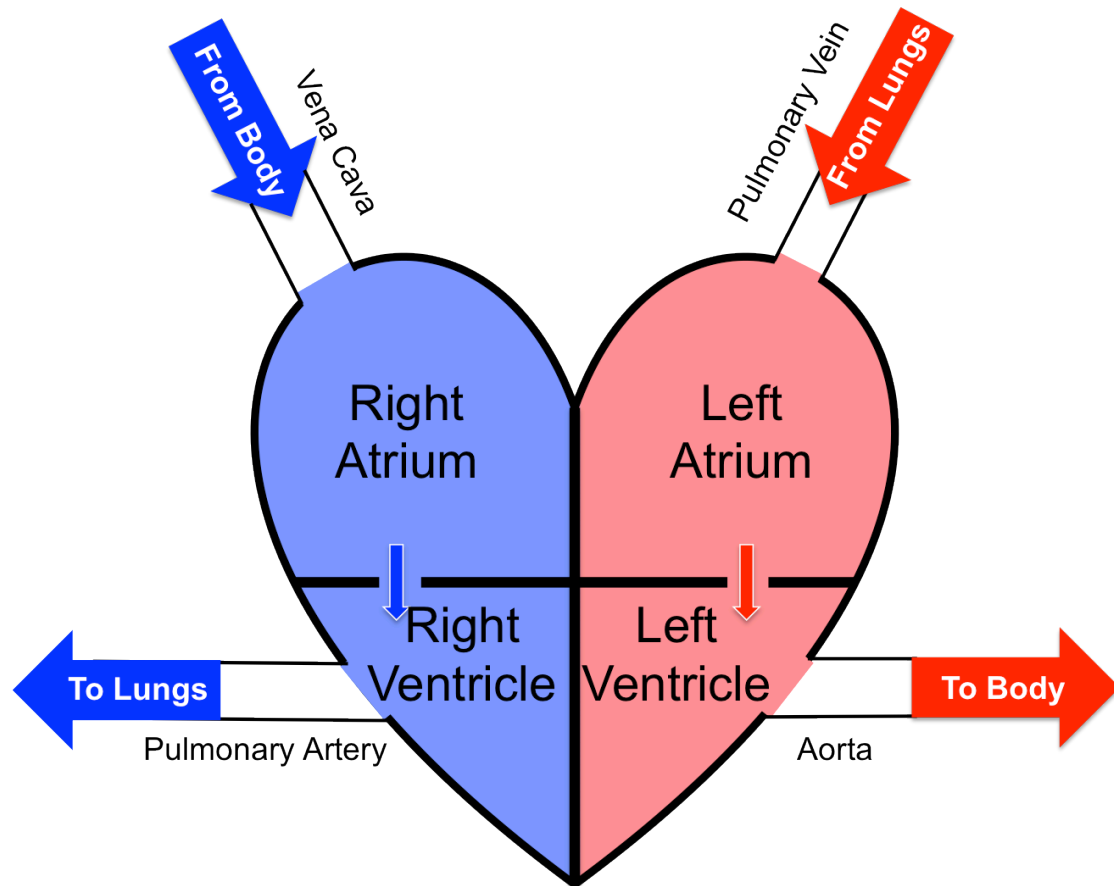 From Body
Vena Cava
Pulmonary Vein
From Lungs
Right
Atrium
Left
Atrium
Right
Ventricle
Left
Ventricle
To Lungs
To Body
Pulmonary Artery
Aorta